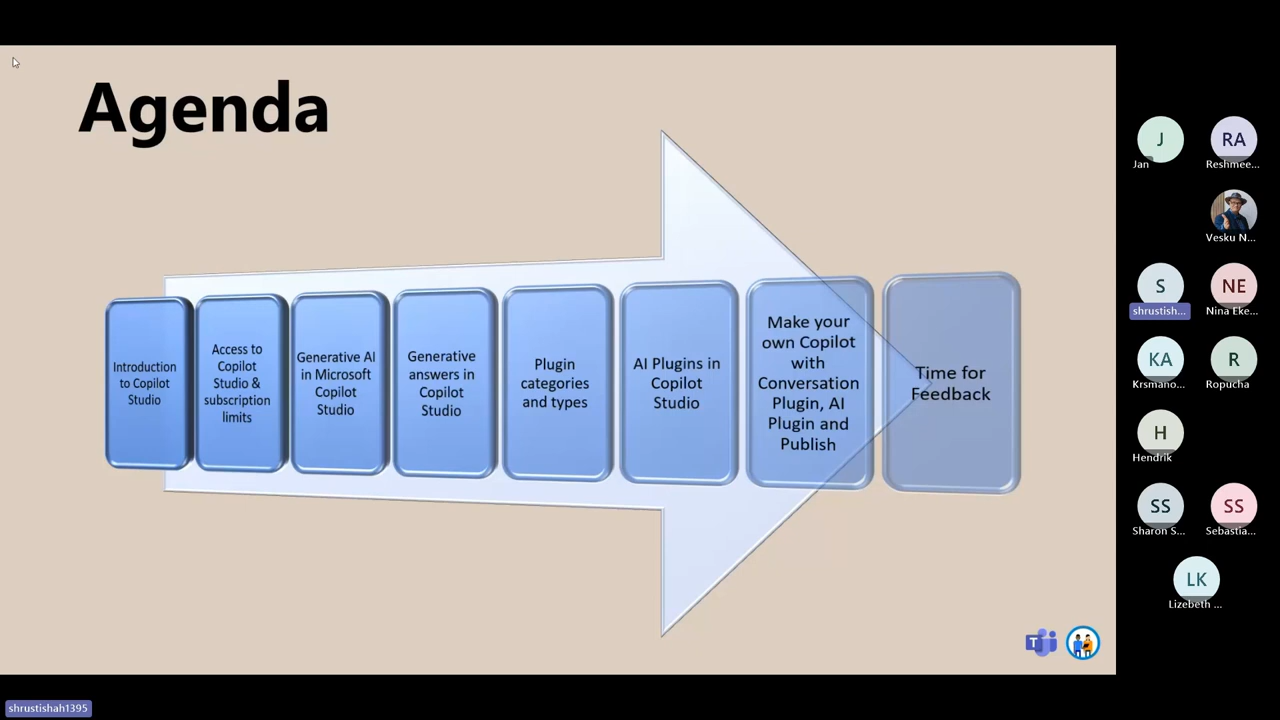 Agenda
Introduction
to Copilot
Studio
Access to
Copilot
Studio &
subscription
limits
Generative AI
in Microsoft
Copilot
Studio
Generative
answers in
Copilot
Studio
Plugin
categories
and types
AI Plugins in
Copilot
Studio
Make your
own Copilot
with
Conversation
Plugin, AI
Plugin and
Publish
Time for
Feedback
T
J
Jan
RA
Reshmee...
Vesku N...
S
shrustish...
NE
Nina Eke...
KA
Krsmano...
R
Ropucha
H
Hendrik
SS
Sharon S...
SS
Sebastia...
LK
Lizebeth ...
shrustishah1395